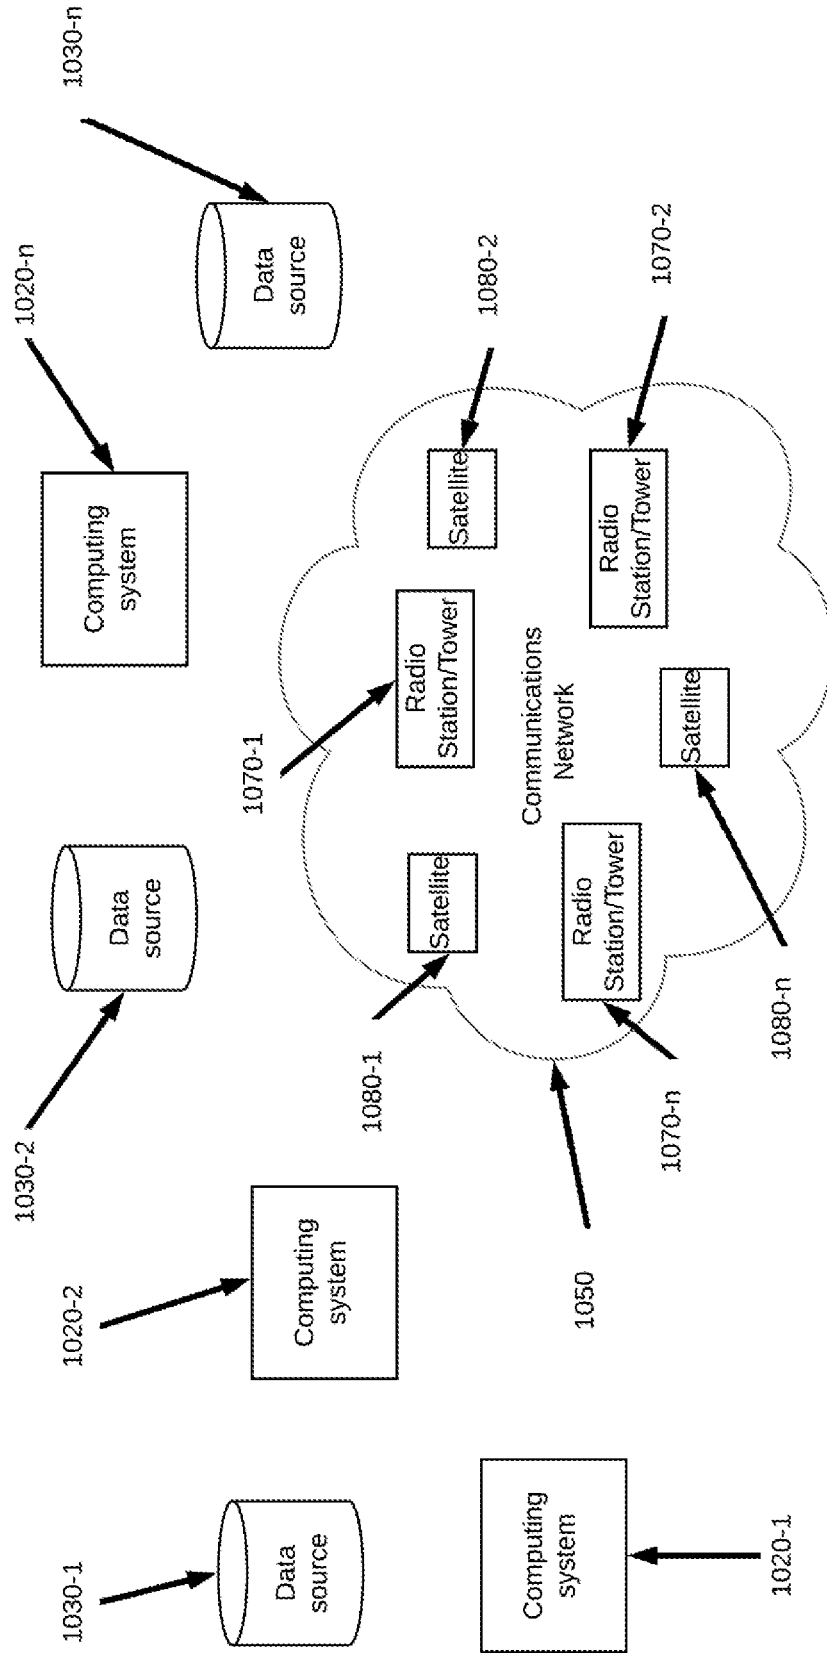 1030-1
Data
source
1020-1
Computing
system
1020-2
Computing
system
1030-2
Data
source
1020-n
Computing
system
1030-n
Data
source
1050
Communications
Network
1080-1
Satellite
1070-1
Radio
Station/Tower
1080-2
Satellite
1070-2
Radio
Station/Tower
1080-n
Satellite
1070-n
Radio
Station/Tower